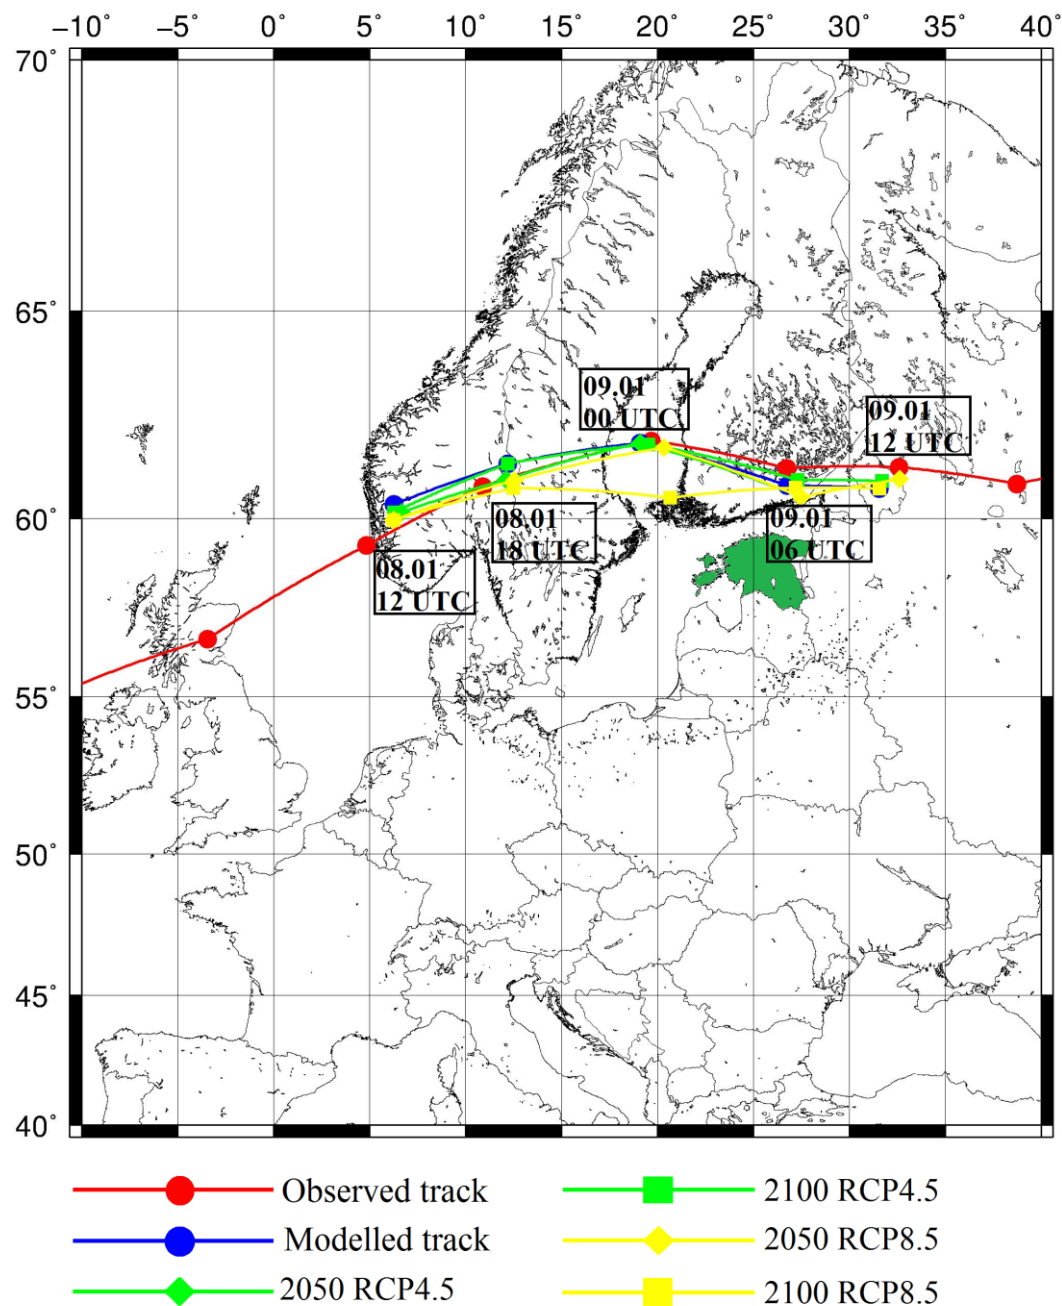 −10° −5° 0° 5° 10° 15° 20° 25° 30° 35° 40°
70°
65°
09.01
00 UTC
09.01
12 UTC
60°
08.01
18 UTC
09.01
06 UTC
08.01
12 UTC
55°
50°
45°
40°
Observed track
2100 RCP4.5
Modelled track
2050 RCP8.5
2050 RCP4.5
2100 RCP8.5